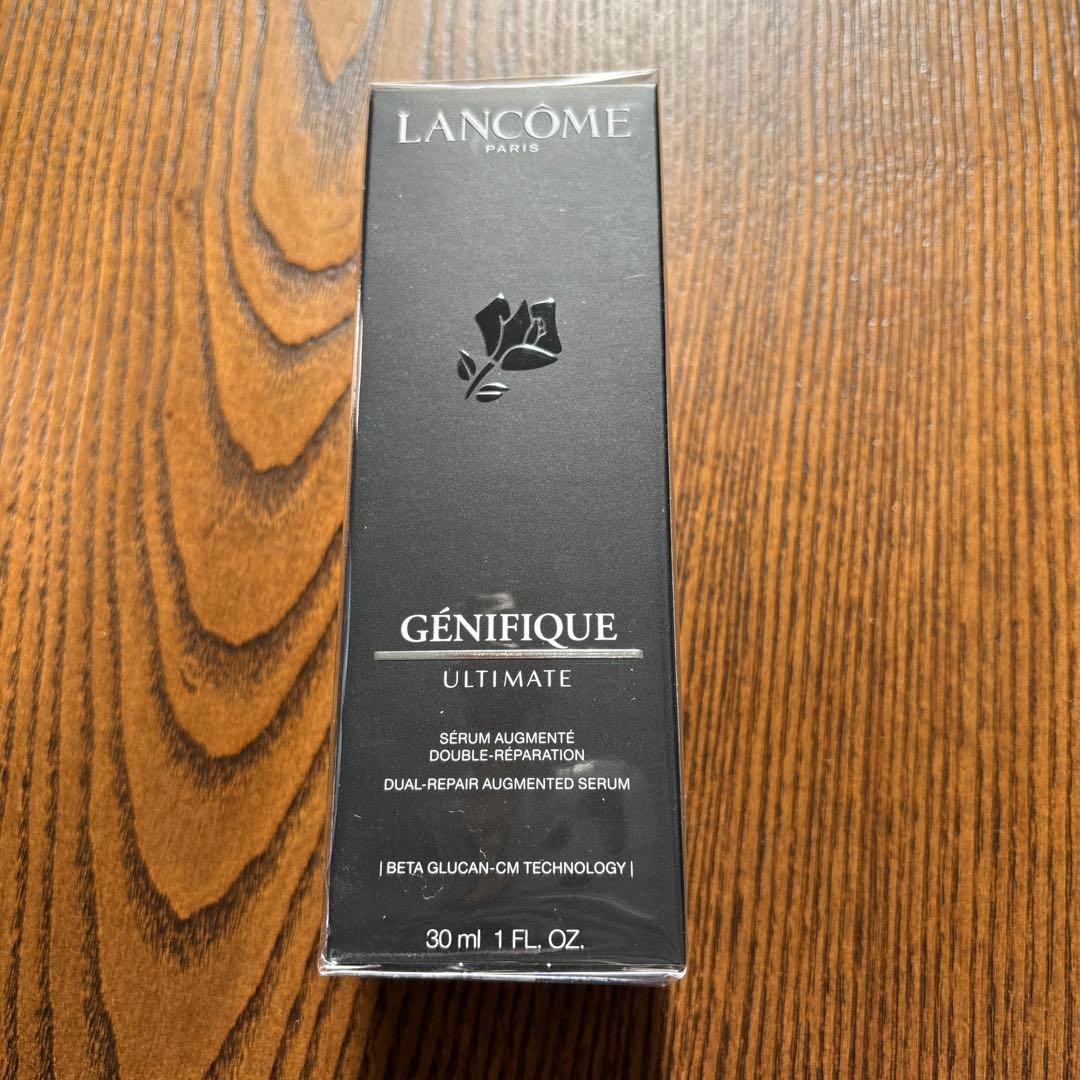 LANCÔME
PARIS
GÉNIFIQUE
ULTIMATE
SÉRUM AUGMENTÉ
DOUBLE-RÉPARATION
DUAL-REPAIR AUGMENTED SERUM
| BETA GLUCAN-CM TECHNOLOGY |
30 ml 1 FL. OZ.